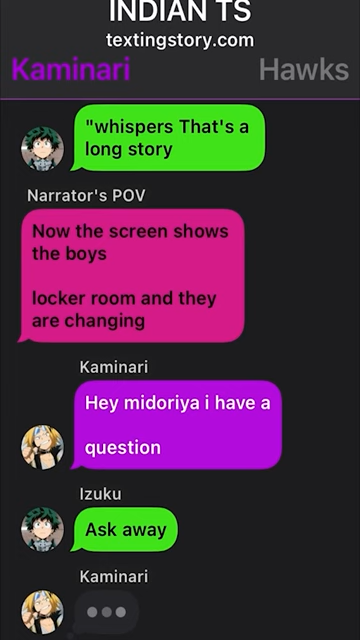 INDIAN TS
textingstory.com
Kaminari
Hawks
"whispers That's a
long story
Narrator's POV
Now the screen shows
the boys
locker room and they
are changing
Kaminari
Hey midoriya i have a
question
Izuku
Ask away
Kaminari